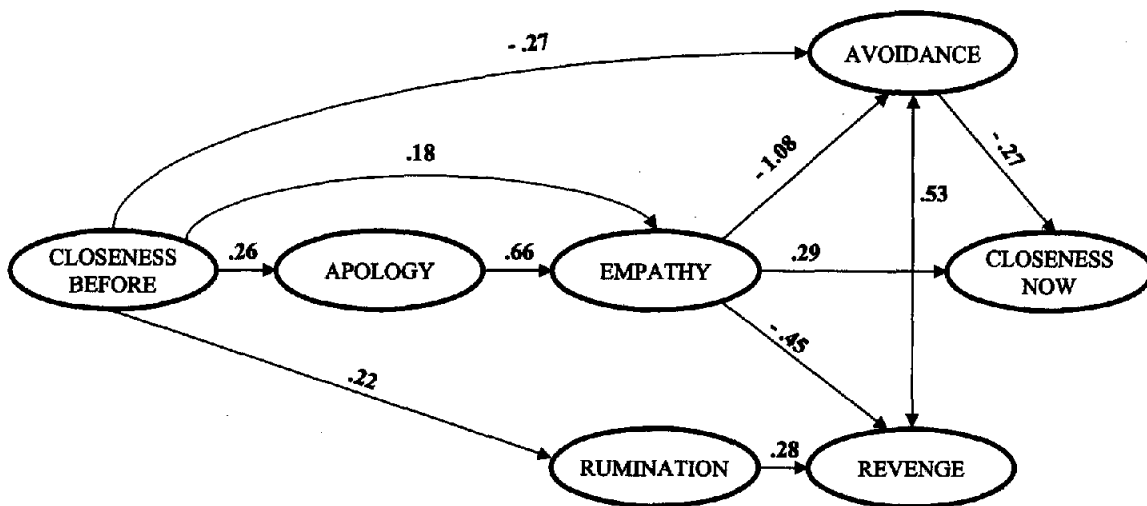 AVOIDANCE
- .27
.18
- 1.08
- .27
.53
CLOSENESS
BEFORE
.26
APOLOGY
.66
EMPATHY
.29
CLOSENESS
NOW
- .45
.22
RUMINATION
.28
REVENGE